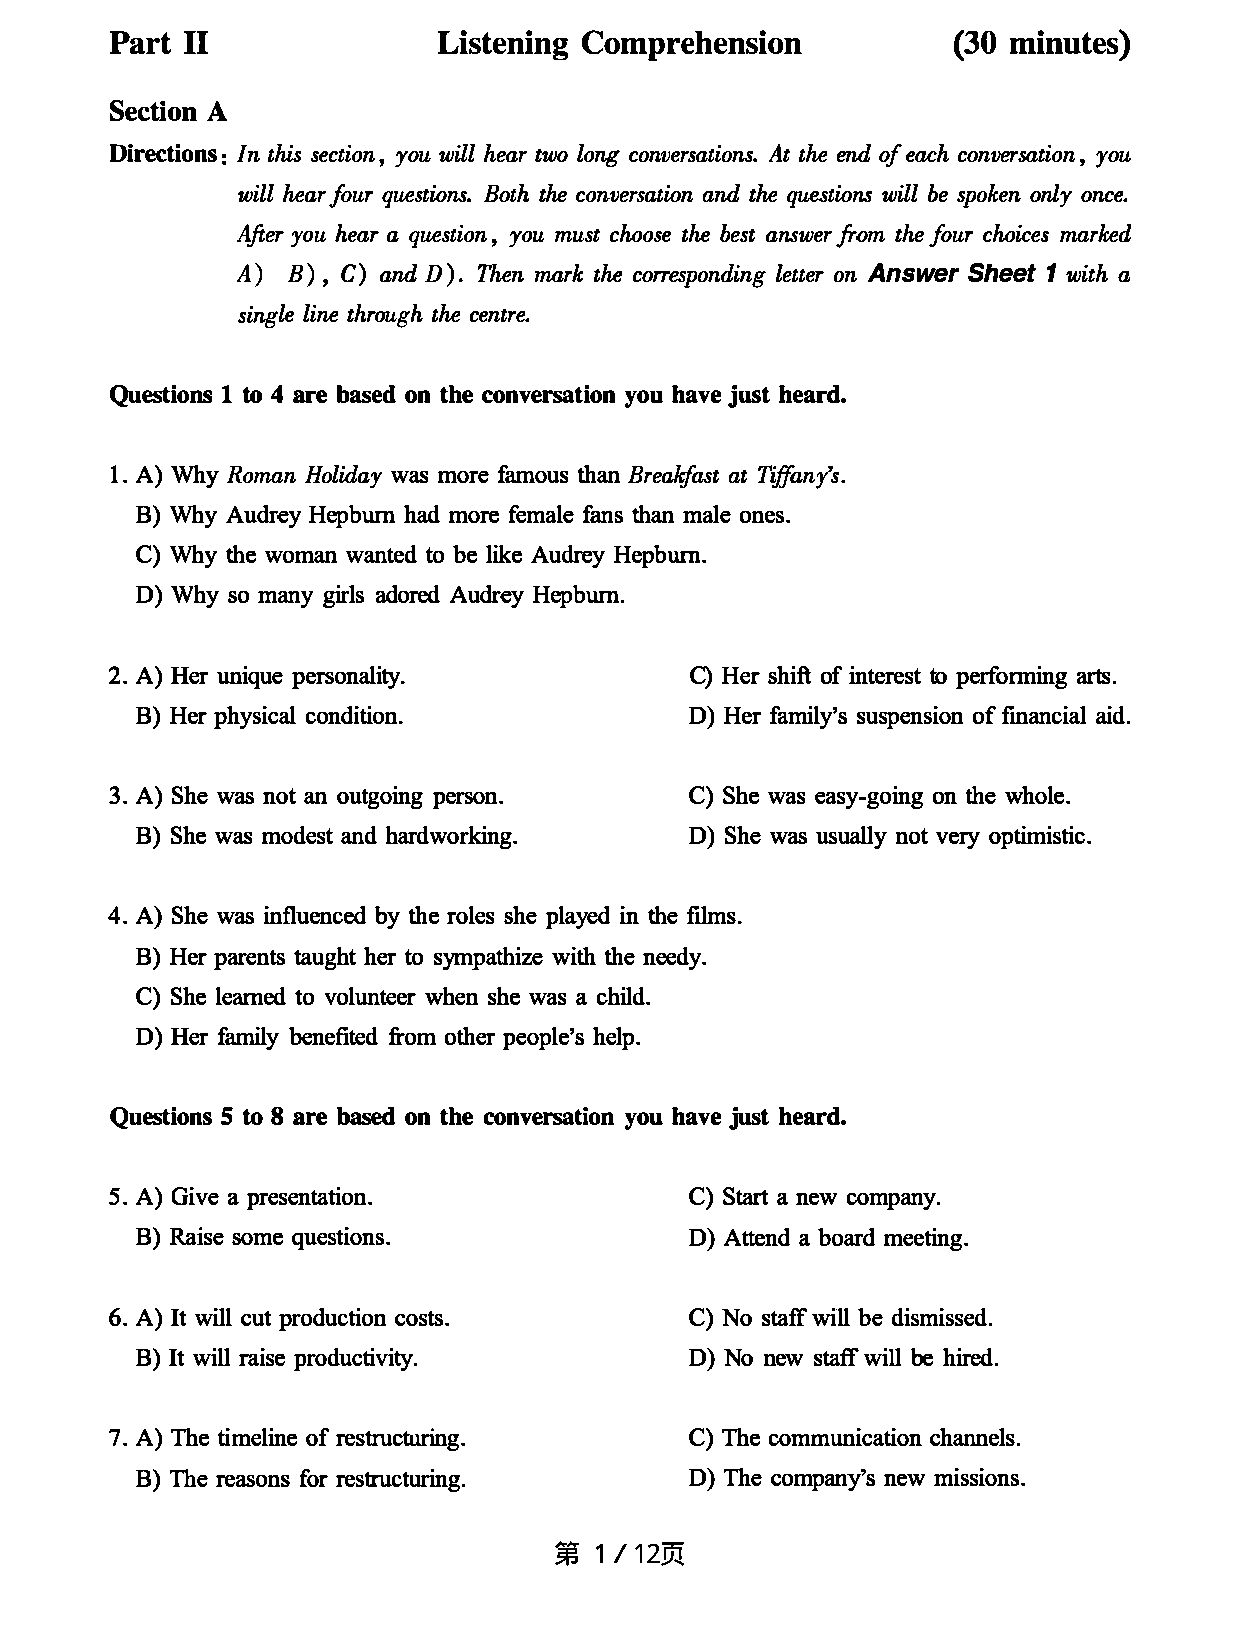 Part II Listening Comprehension (30 minutes)
Section A
Directions: In this section, you will hear two long conversations. At the end of each conversation, you
will hear four questions. Both the conversation and the questions will be spoken only once.
After you hear a question, you must choose the best answer from the four choices marked
A) B), C) and D). Then mark the corresponding letter on Answer Sheet 1 with a
single line through the centre.
Questions 1 to 4 are based on the conversation you have just heard.
1. A) Why Roman Holiday was more famous than Breakfast at Tiffany's.
B) Why Audrey Hepburn had more female fans than male ones.
C) Why the woman wanted to be like Audrey Hepburn.
D) Why so many girls adored Audrey Hepburn.
2. A) Her unique personality. C) Her shift of interest to performing arts.
B) Her physical condition. D) Her family's suspension of financial aid.
3. A) She was not an outgoing person. C) She was easy-going on the whole.
B) She was modest and hardworking. D) She was usually not very optimistic.
4. A) She was influenced by the roles she played in the films.
B) Her parents taught her to sympathize with the needy.
C) She learned to volunteer when she was a child.
D) Her family benefited from other people's help.
Questions 5 to 8 are based on the conversation you have just heard.
5. A) Give a presentation. C) Start a new company.
B) Raise some questions. D) Attend a board meeting.
6. A) It will cut production costs. C) No staff will be dismissed.
B) It will raise productivity. D) No new staff will be hired.
7. A) The timeline of restructuring. C) The communication channels.
B) The reasons for restructuring. D) The company's new missions.
第 1 / 12页